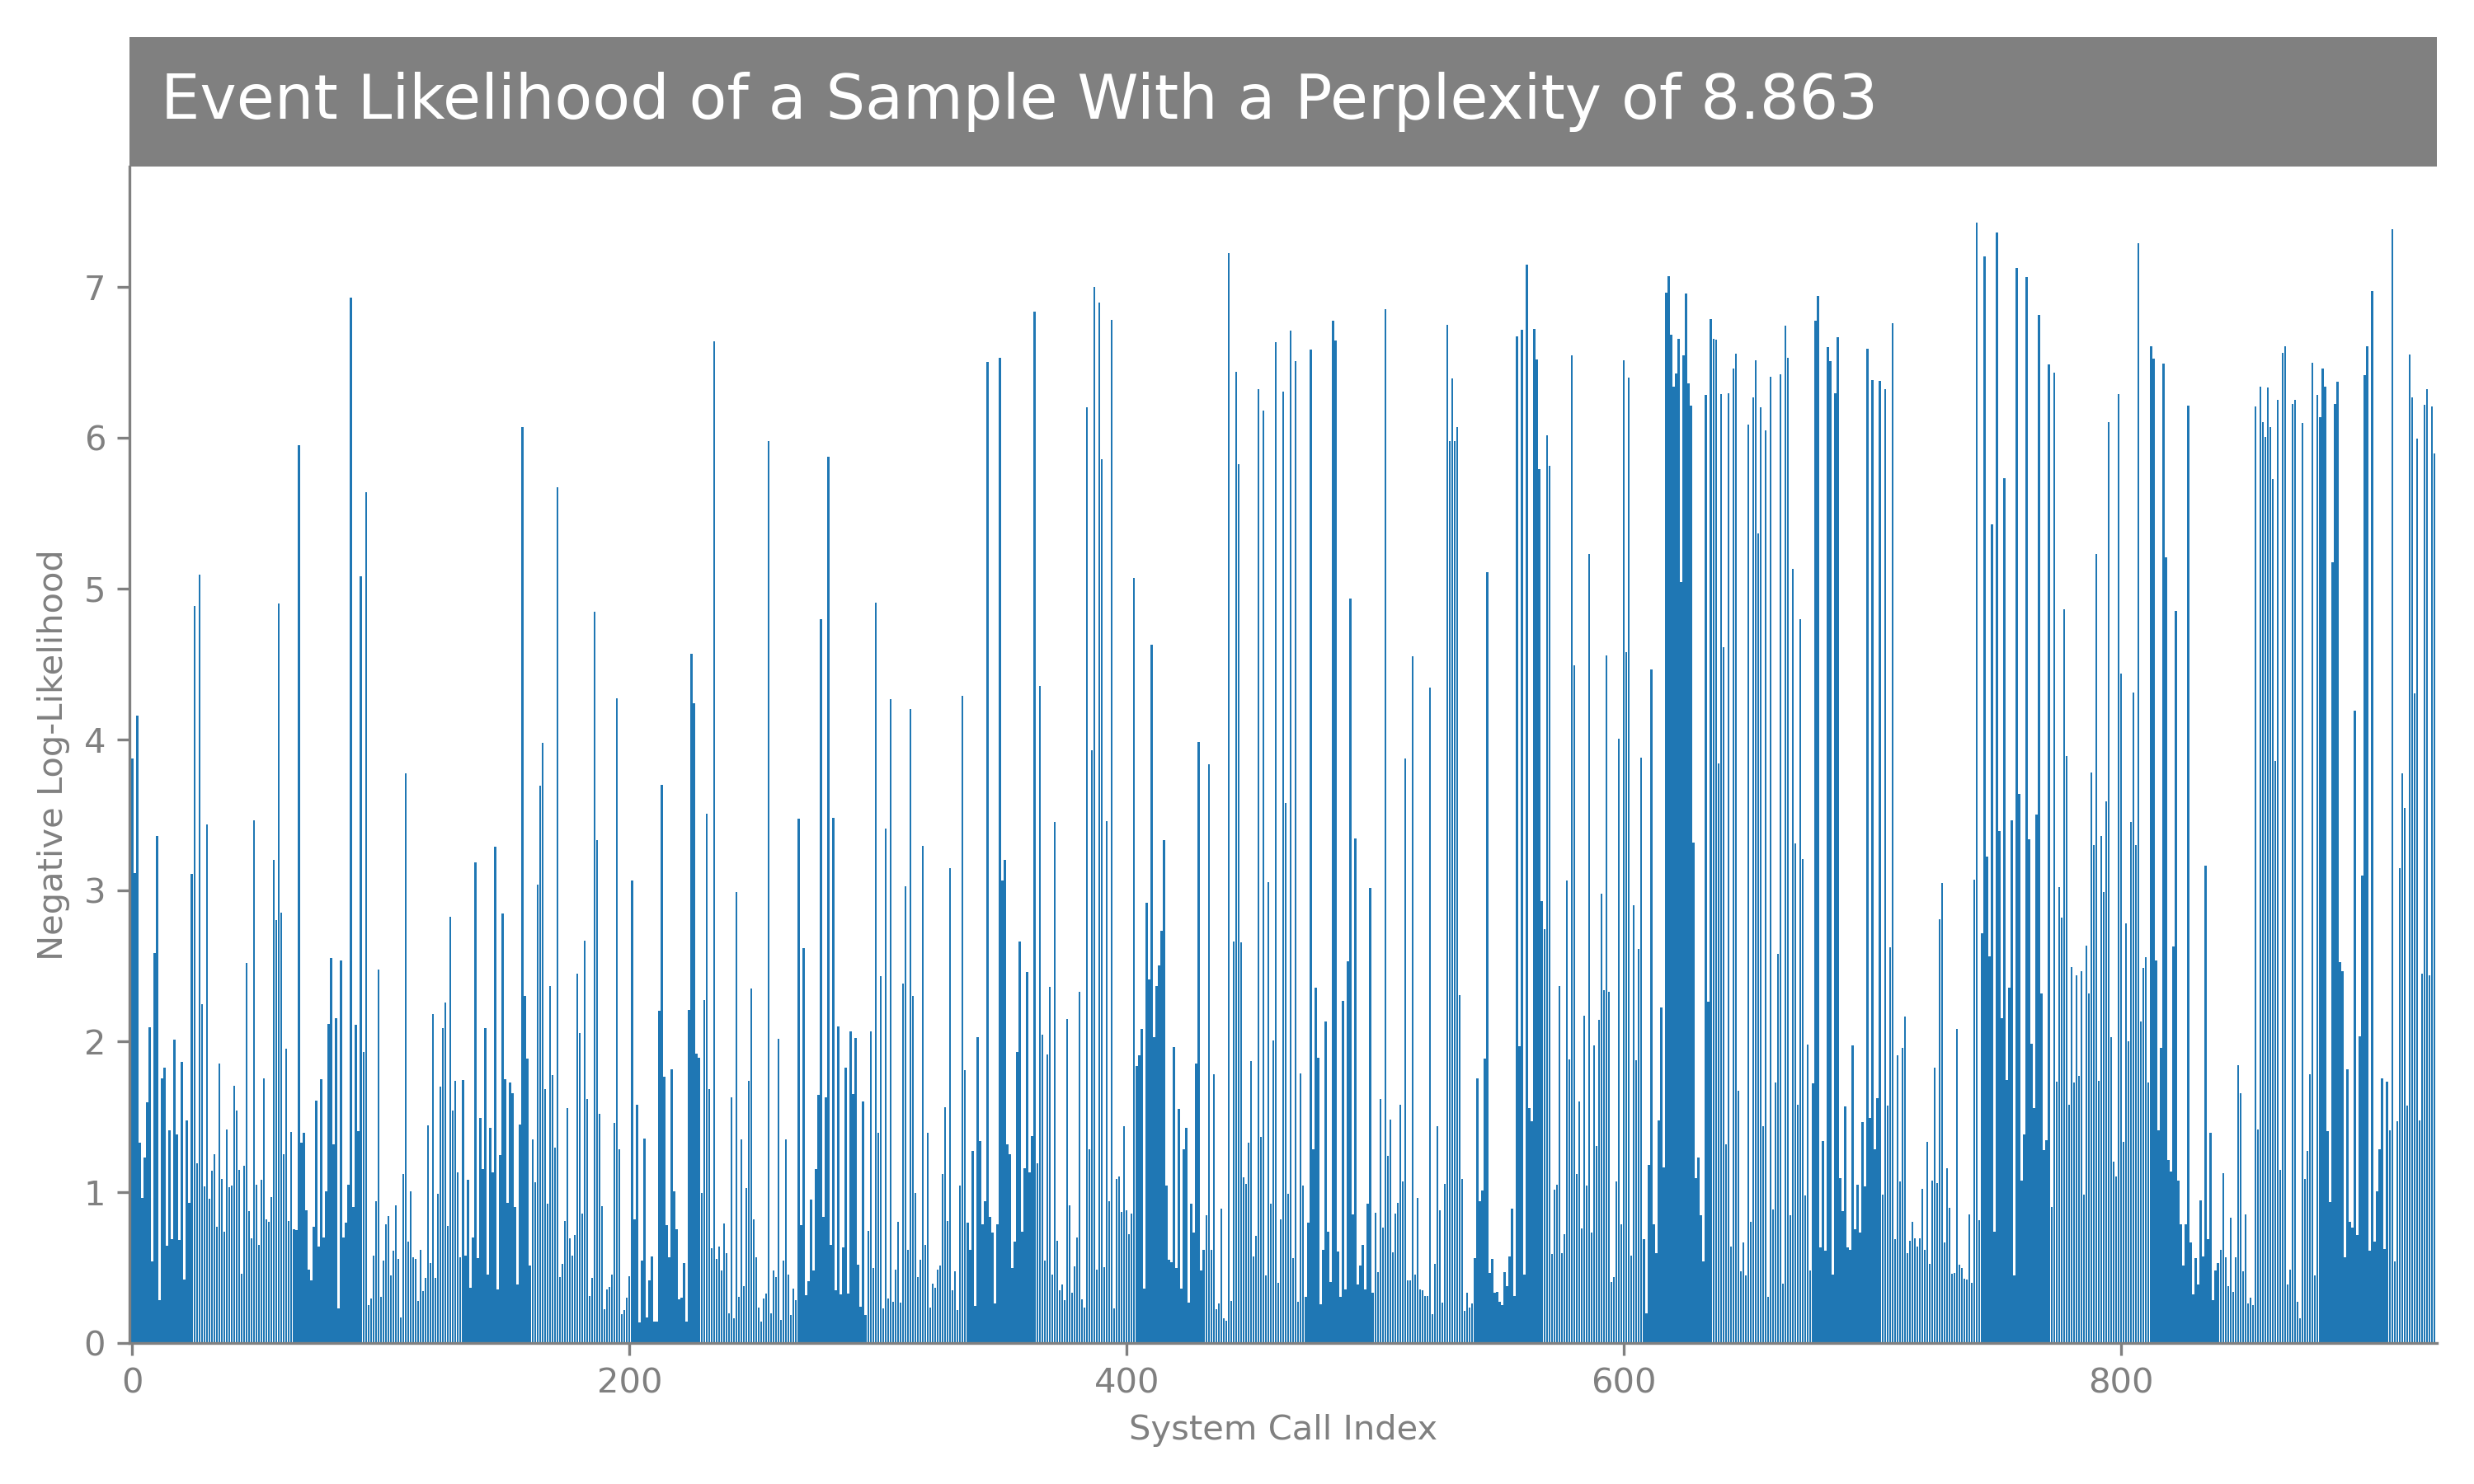 Event Likelihood of a Sample With a Perplexity of 8.863
Negative Log-Likelihood
7
6
5
4
3
2
1
0
0 200 400 600 800
System Call Index